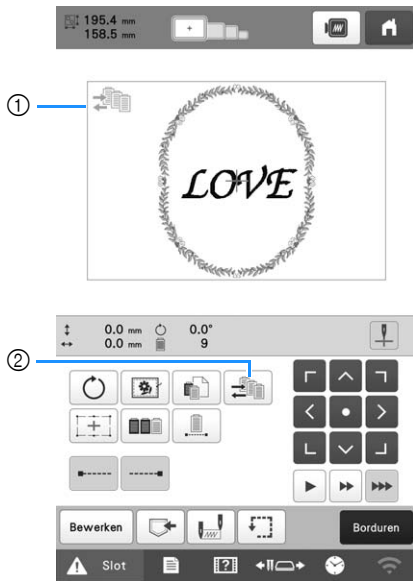 195.4 mm
158.5 mm
①
LOVE
0.0 mm 0.0°
0.0 mm 9
②
Bewerken
Borduren
Slot